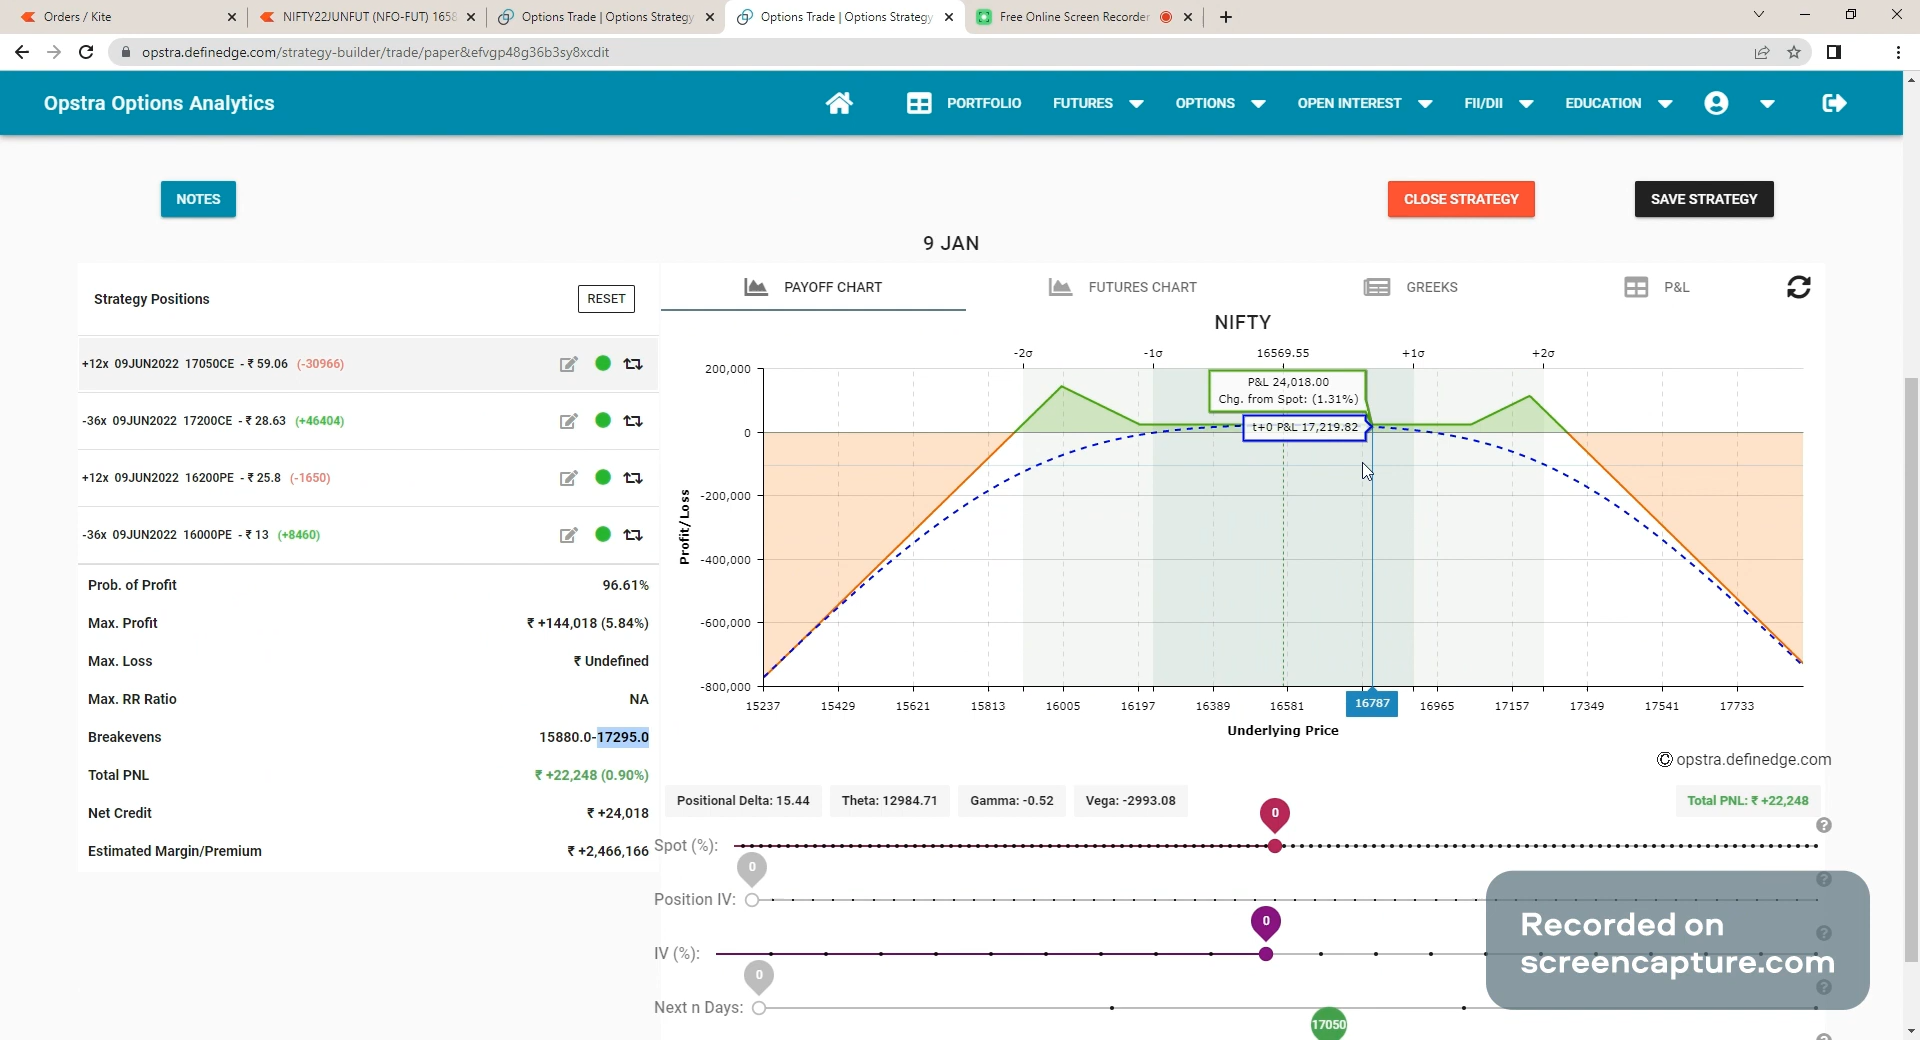 Orders / Kite
NIFTY22JUNFUT (NFO-FUT) 1658
Options Trade | Options Strategy
Options Trade | Options Strategy
Free Online Screen Recorder
opstra.definedge.com/strategy-builder/trade/paper&efvgp48g36b3sy8xcdit
Opstra Options Analytics
PORTFOLIO
FUTURES
OPTIONS
OPEN INTEREST
FII/DII
EDUCATION
NOTES
CLOSE STRATEGY
SAVE STRATEGY
9 JAN
Strategy Positions
RESET
+12x 09JUN2022 17050CE - ₹ 59.06 (-30966)
-36x 09JUN2022 17200CE - ₹ 28.63 (+46404)
+12x 09JUN2022 16200PE - ₹ 25.8 (-1650)
-36x 09JUN2022 16000PE - ₹ 13 (+8460)
Prob. of Profit 96.61%
Max. Profit ₹ +144,018 (5.84%)
Max. Loss ₹ Undefined
Max. RR Ratio NA
Breakevens 15880.0-17295.0
Total PNL ₹ +22,248 (0.90%)
Net Credit ₹ +24,018
Estimated Margin/Premium ₹ +2,466,166
PAYOFF CHART
FUTURES CHART
GREEKS
P&L
NIFTY
-2σ -1σ 16569.55 +1σ +2σ
P&L 24,018.00
Chg. from Spot: (1.31%)
t+0 P&L 17,219.82
200,000
0
-200,000
-400,000
-600,000
-800,000
Profit/Loss
15237 15429 15621 15813 16005 16197 16389 16581 16787 16965 17157 17349 17541 17733
Underlying Price
© opstra.definedge.com
Positional Delta: 15.44
Theta: 12984.71
Gamma: -0.52
Vega: -2993.08
Total PNL: ₹ +22,248
0
Spot (%):
0
Position IV:
0
IV (%):
0
Next n Days:
17050
Recorded on
screencapture.com